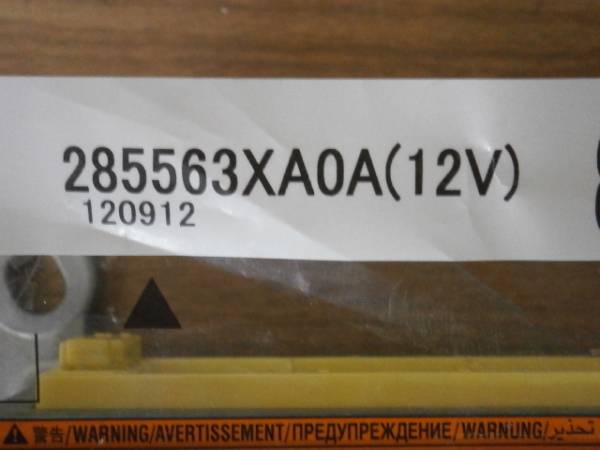 285563XA0A(12V)
120912
警告/WARNING/AVERTISSEMENT/ПРЕДУПРЕЖДЕНИЕ/WARNUNG/تحذير